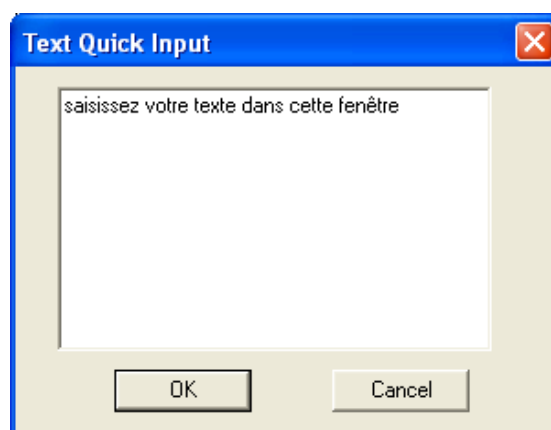 Text Quick Input
saisissez votre texte dans cette fenêtre
OK
Cancel